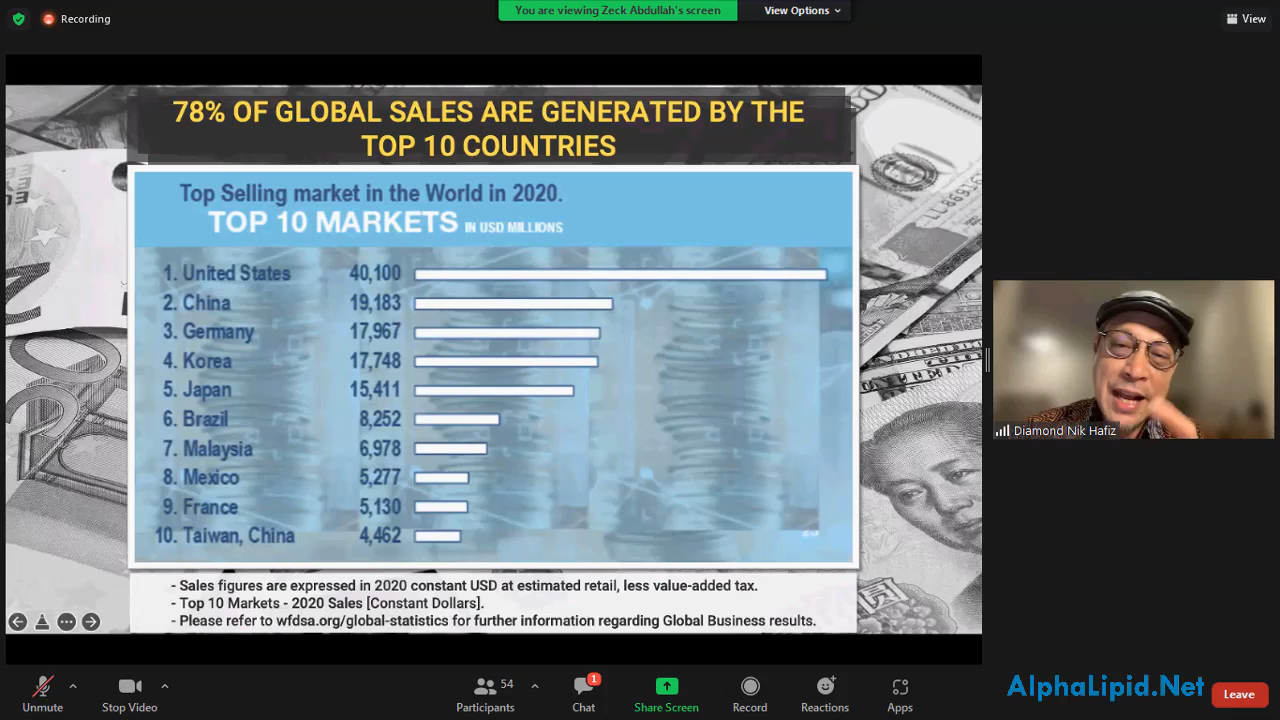 Recording
You are viewing Zeck Abdullah's screen
View Options
View
78% OF GLOBAL SALES ARE GENERATED BY THE
TOP 10 COUNTRIES
Top Selling market in the World in 2020.
TOP 10 MARKETS IN USD MILLIONS
1. United States 40,100
2. China 19,183
3. Germany 17,967
4. Korea 17,748
5. Japan 15,411
6. Brazil 8,252
7. Malaysia 6,978
8. Mexico 5,277
9. France 5,130
10. Taiwan, China 4,462
- Sales figures are expressed in 2020 constant USD at estimated retail, less value-added tax.
- Top 10 Markets - 2020 Sales [Constant Dollars].
- Please refer to wfdsa.org/global-statistics for further information regarding Global Business results.
Diamond Nik Hafiz
Unmute
Stop Video
54
Participants
1
Chat
Share Screen
Record
Reactions
Apps
AlphaLipid.Net
Leave